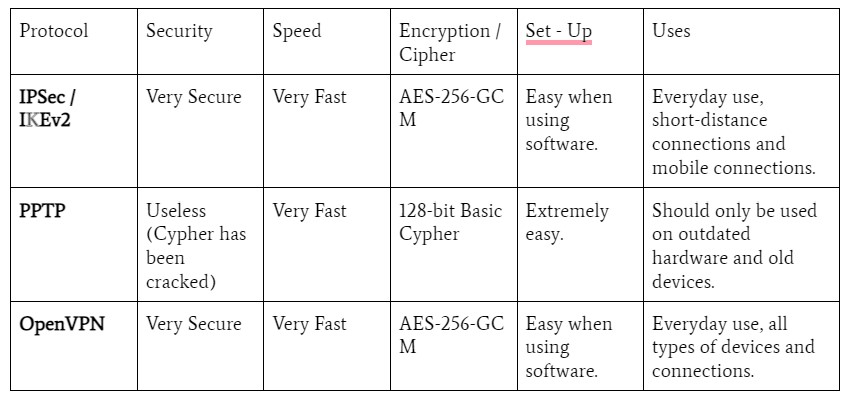 Protocol
Security
Speed
Encryption /
Cipher
Set - Up
Uses
IPSec /
IKEv2
Very Secure
Very Fast
AES-256-GC
M
Easy when
using
software.
Everyday use,
short-distance
connections and
mobile connections.
PPTP
Useless
(Cypher has
been
cracked)
Very Fast
128-bit Basic
Cypher
Extremely
easy.
Should only be used
on outdated
hardware and old
devices.
OpenVPN
Very Secure
Very Fast
AES-256-GC
M
Easy when
using
software.
Everyday use, all
types of devices and
connections.